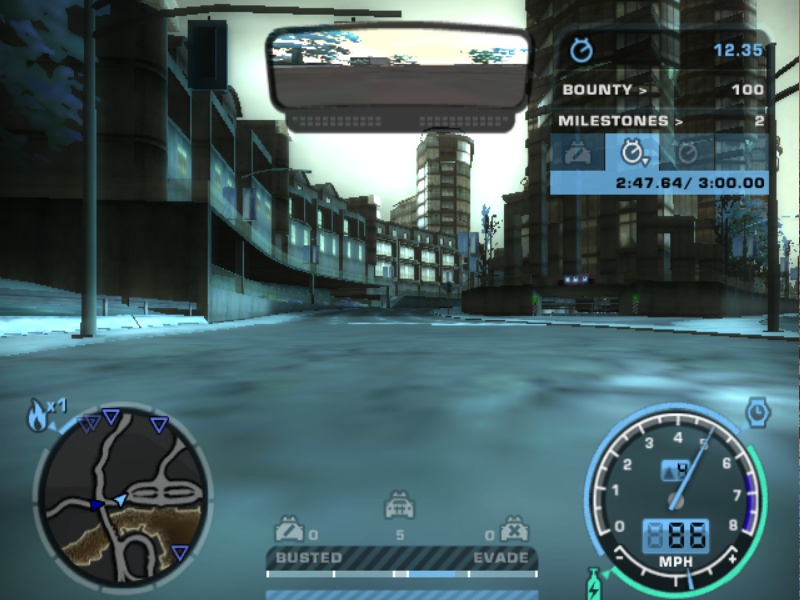 12.35
BOUNTY > 100
MILESTONES > 2
2:47.64/ 3:00.00
x1
0 5 0
BUSTED EVADE
0 1 2 3 4 5 6 7 8
4
86
MPH
- +